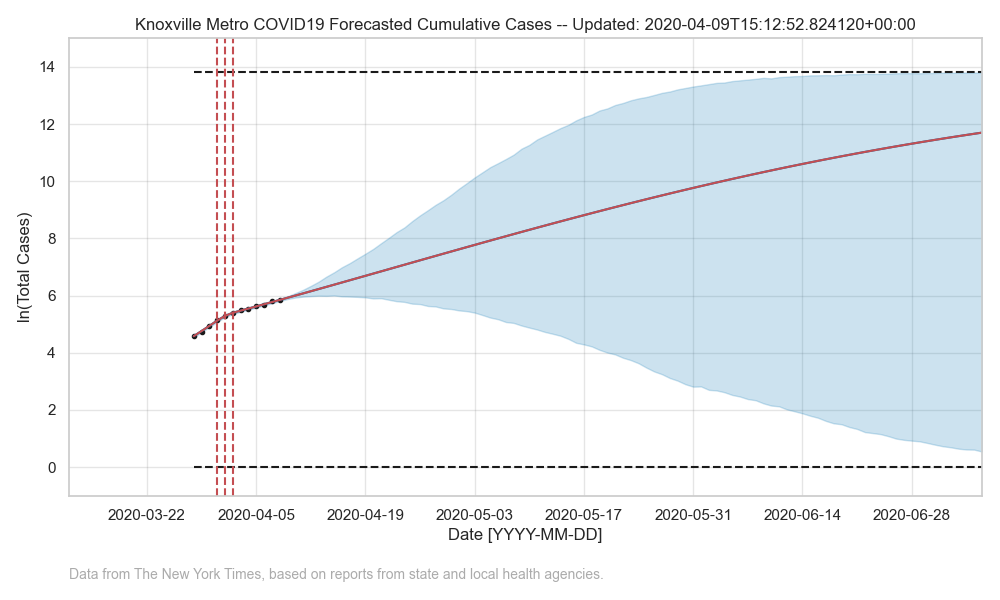 Knoxville Metro COVID19 Forecasted Cumulative Cases -- Updated: 2020-04-09T15:12:52.824120+00:00
ln(Total Cases)
14
12
10
8
6
4
2
0
2020-03-22 2020-04-05 2020-04-19 2020-05-03 2020-05-17 2020-05-31 2020-06-14 2020-06-28
Date [YYYY-MM-DD]
Data from The New York Times, based on reports from state and local health agencies.